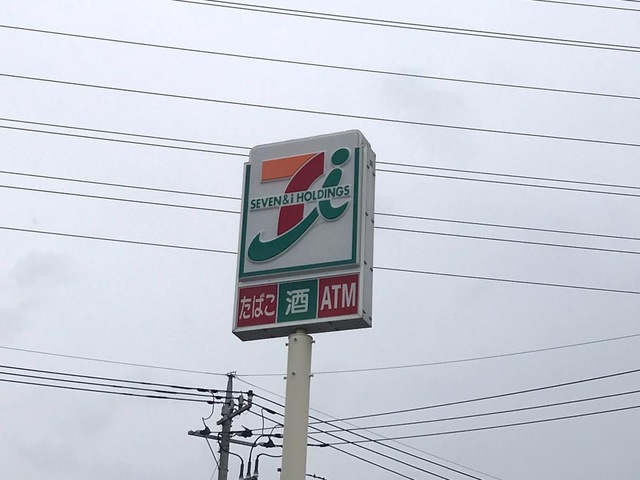 SEVEN&i HOLDINGS
たばこ 酒 ATM